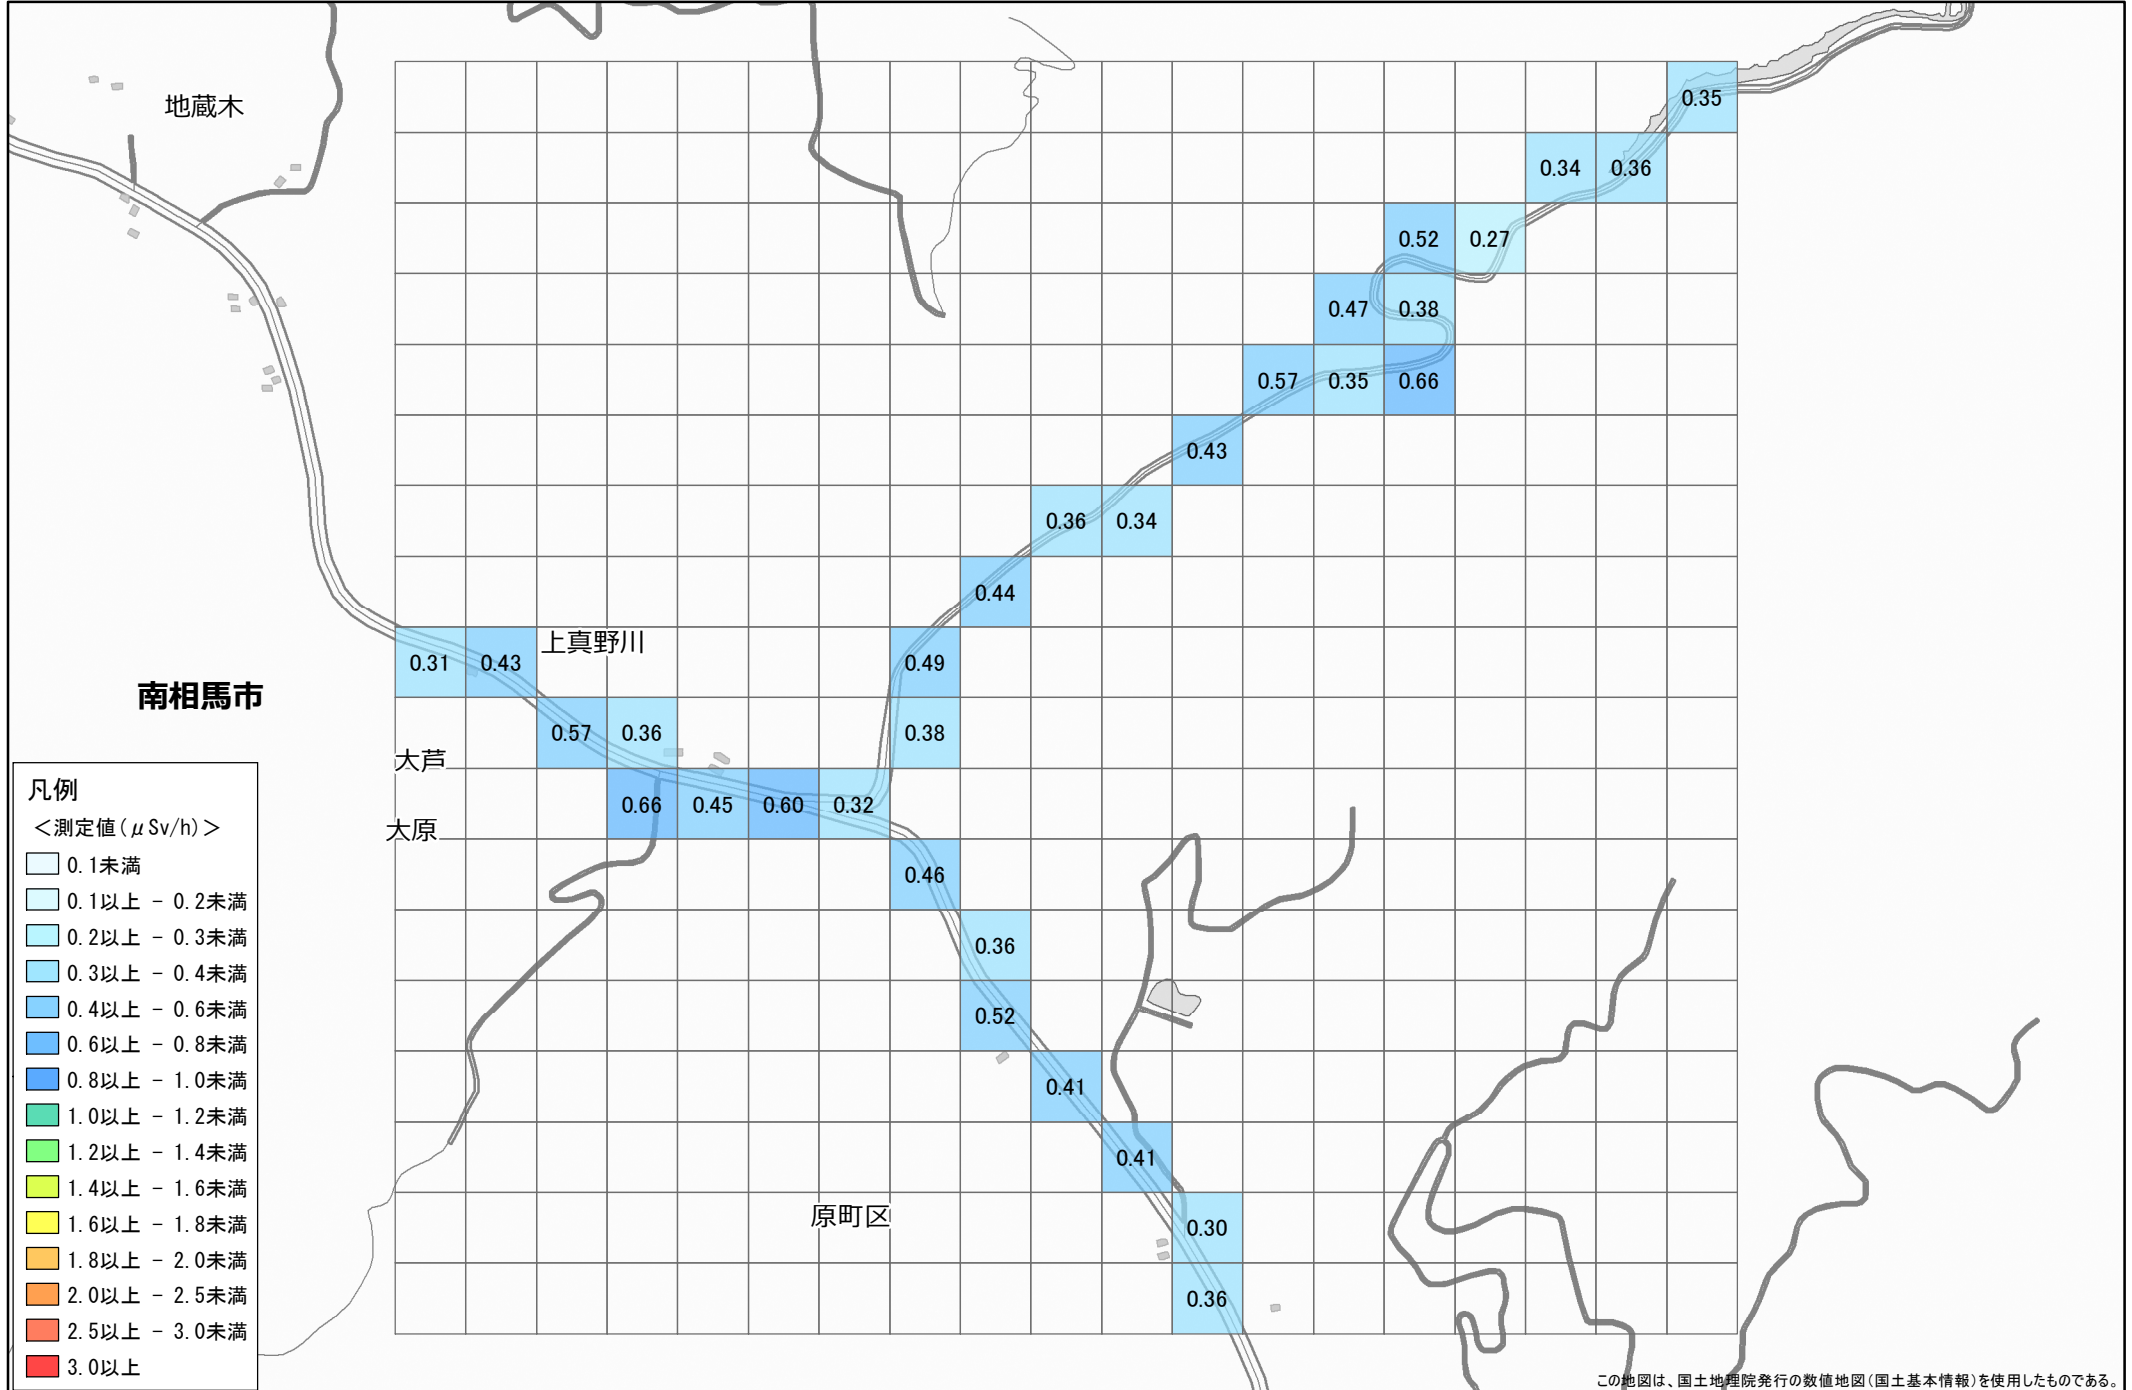 地蔵木
0.35
0.34 0.36
0.52 0.27
0.47 0.38
0.57 0.35 0.66
0.43
0.36 0.34
0.44
上真野川
0.31 0.43 0.49
南相馬市
0.57 0.36 0.38
大芦
0.66 0.45 0.60 0.32
大原
0.46
0.36
0.52
0.41
0.41
原町区
0.30
0.36
凡例
＜測定値(μSv/h)＞
0.1未満
0.1以上 - 0.2未満
0.2以上 - 0.3未満
0.3以上 - 0.4未満
0.4以上 - 0.6未満
0.6以上 - 0.8未満
0.8以上 - 1.0未満
1.0以上 - 1.2未満
1.2以上 - 1.4未満
1.4以上 - 1.6未満
1.6以上 - 1.8未満
1.8以上 - 2.0未満
2.0以上 - 2.5未満
2.5以上 - 3.0未満
3.0以上
この地図は、国土地理院発行の数値地図(国土基本情報)を使用したものである。